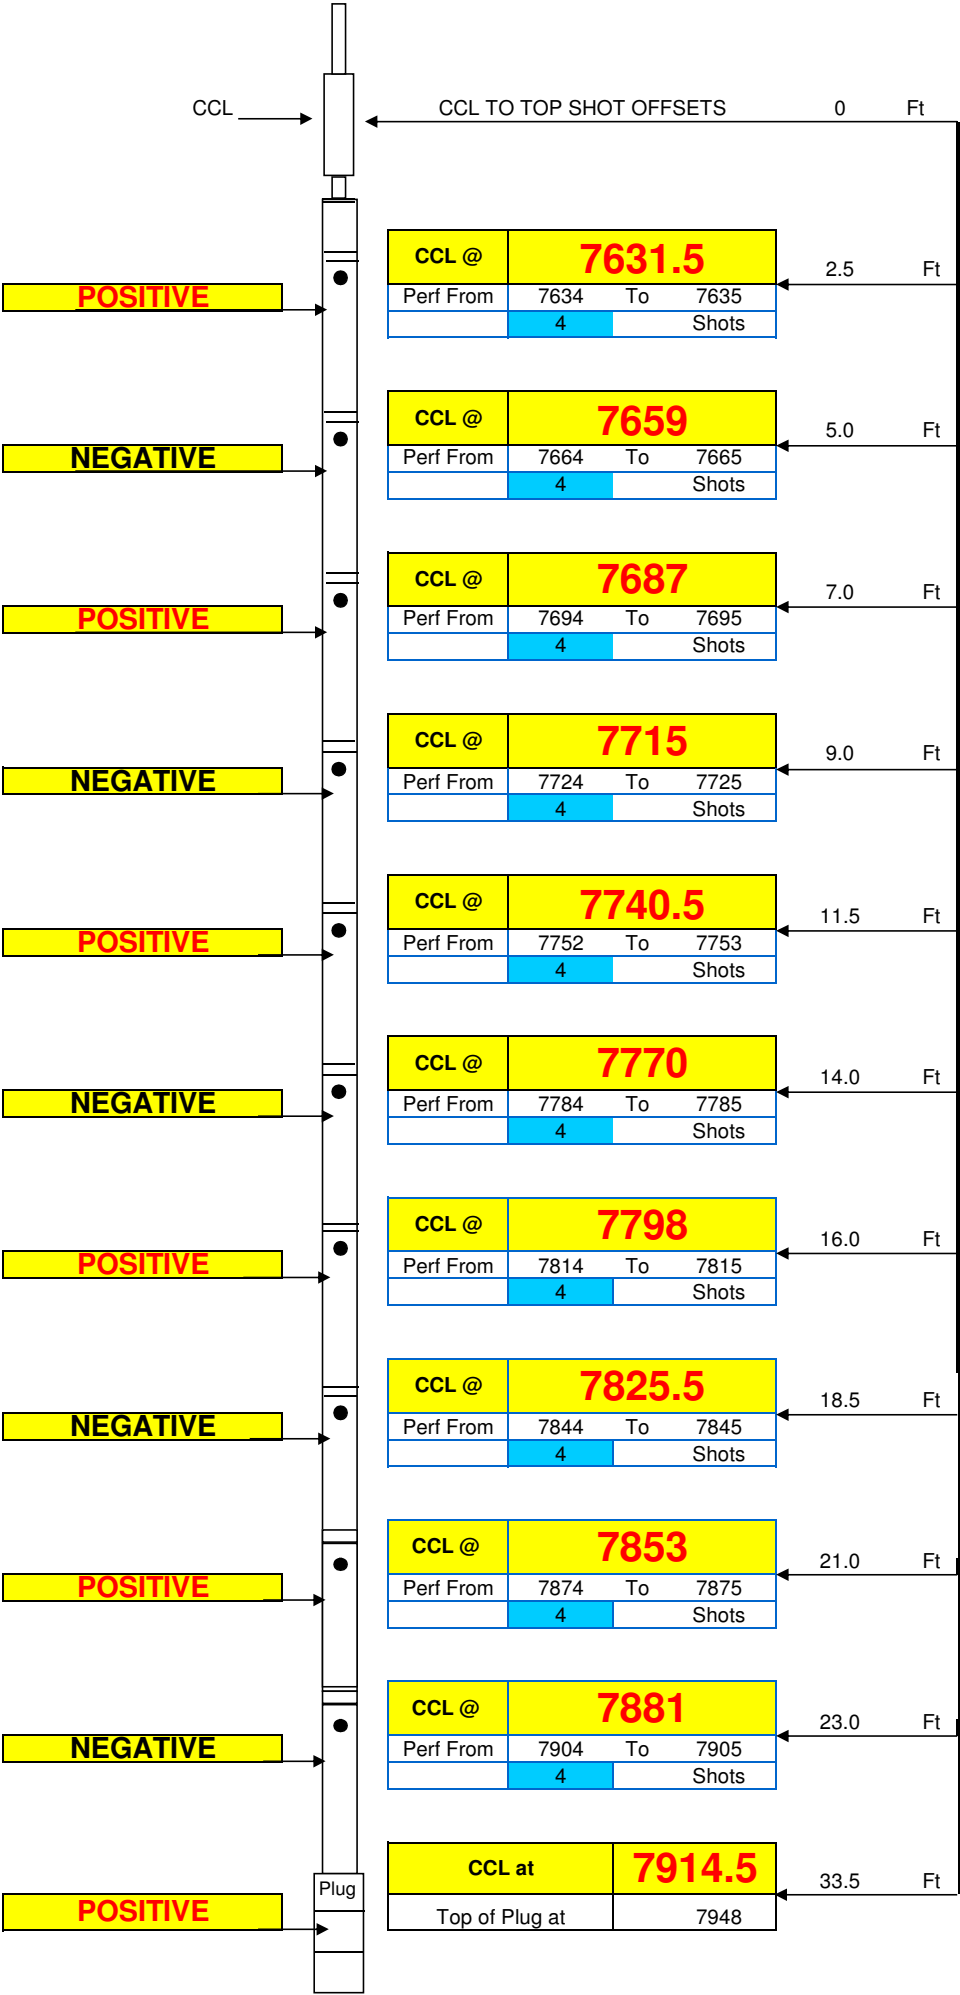 CCL CCL TO TOP SHOT OFFSETS 0 Ft
CCL @ 7631.5 2.5 Ft
POSITIVE Perf From 7634 To 7635
4 Shots
CCL @ 7659 5.0 Ft
NEGATIVE Perf From 7664 To 7665
4 Shots
CCL @ 7687 7.0 Ft
POSITIVE Perf From 7694 To 7695
4 Shots
CCL @ 7715 9.0 Ft
NEGATIVE Perf From 7724 To 7725
4 Shots
CCL @ 7740.5 11.5 Ft
POSITIVE Perf From 7752 To 7753
4 Shots
CCL @ 7770 14.0 Ft
NEGATIVE Perf From 7784 To 7785
4 Shots
CCL @ 7798 16.0 Ft
POSITIVE Perf From 7814 To 7815
4 Shots
CCL @ 7825.5 18.5 Ft
NEGATIVE Perf From 7844 To 7845
4 Shots
CCL @ 7853 21.0 Ft
POSITIVE Perf From 7874 To 7875
4 Shots
CCL @ 7881 23.0 Ft
NEGATIVE Perf From 7904 To 7905
4 Shots
Plug CCL at 7914.5 33.5 Ft
POSITIVE Top of Plug at 7948